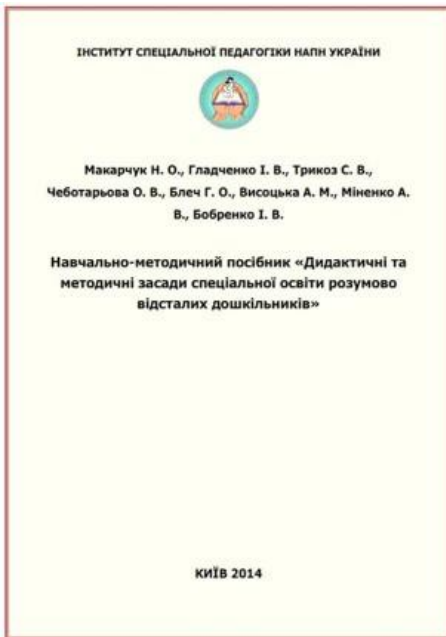 ІНСТИТУТ СПЕЦІАЛЬНОЇ ПЕДАГОГІКИ НАПН УКРАЇНИ
Макарчук Н. О., Гладченко І. В., Трикоз С. В.,
Чеботарьова О. В., Блеч Г. О., Висоцька А. М., Міненко А.
В., Бобренко І. В.
Навчально-методичний посібник «Дидактичні та
методичні засади спеціальної освіти розумово
відсталих дошкільників»
КИЇВ 2014